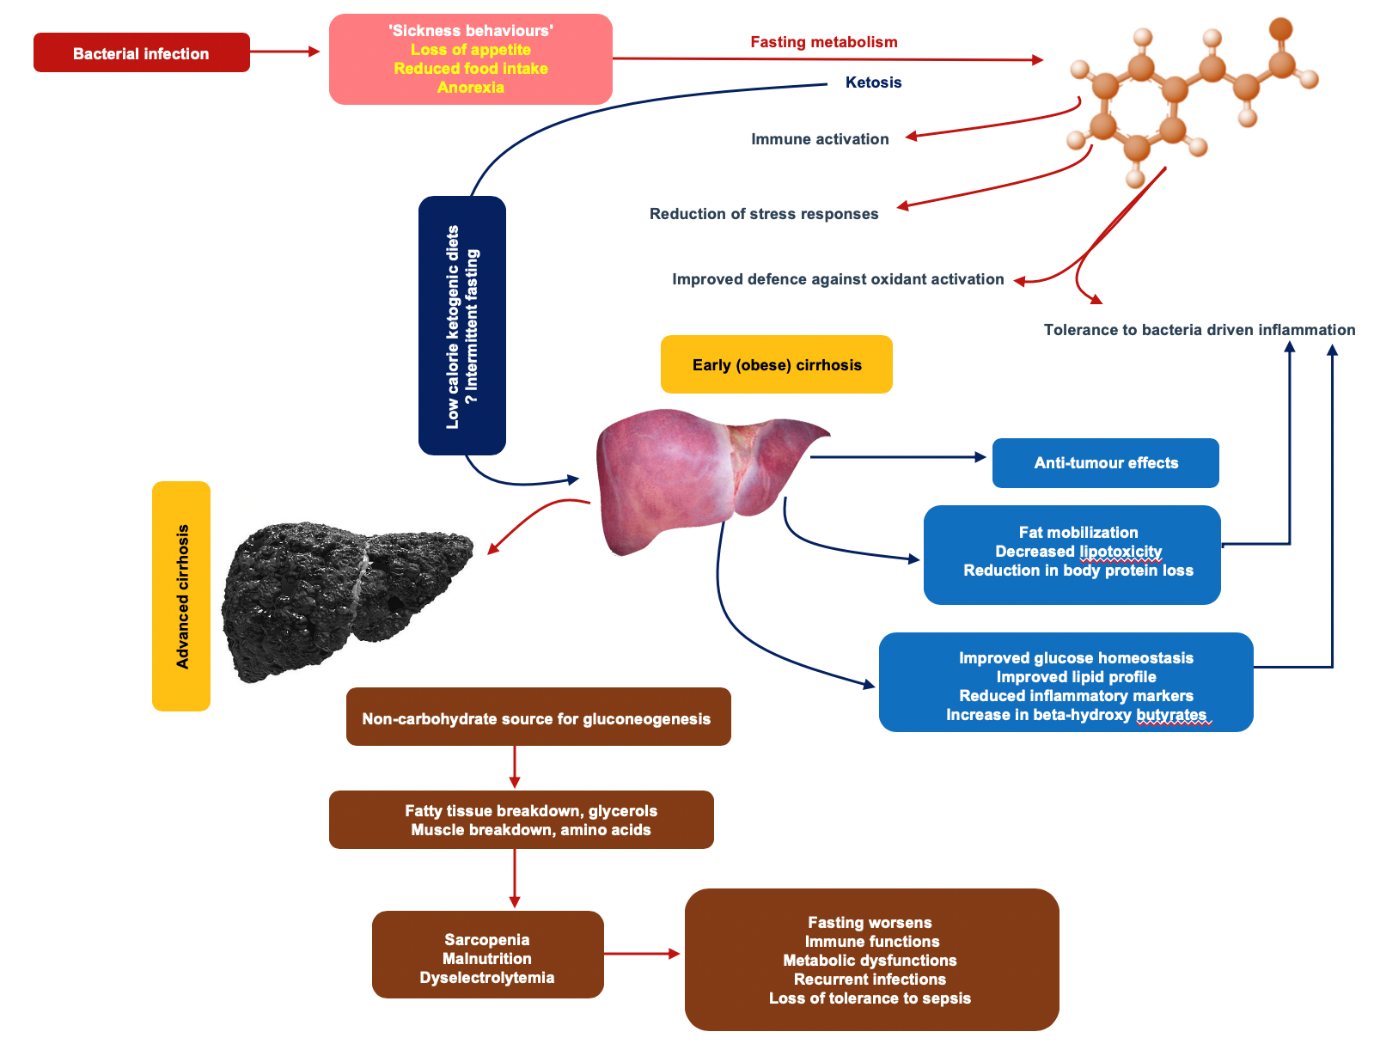 Bacterial infection
'Sickness behaviours'
Loss of appetite
Reduced food intake
Anorexia
Fasting metabolism
Ketosis
Immune activation
Reduction of stress responses
Improved defence against oxidant activation
Tolerance to bacteria driven inflammation
Low calorie ketogenic diets
? Intermittent fasting
Early (obese) cirrhosis
Anti-tumour effects
Fat mobilization
Decreased lipotoxicity
Reduction in body protein loss
Improved glucose homeostasis
Improved lipid profile
Reduced inflammatory markers
Increase in beta-hydroxy butyrates
Advanced cirrhosis
Non-carbohydrate source for gluconeogenesis
Fatty tissue breakdown, glycerols
Muscle breakdown, amino acids
Sarcopenia
Malnutrition
Dyselectrolytemia
Fasting worsens
Immune functions
Metabolic dysfunctions
Recurrent infections
Loss of tolerance to sepsis